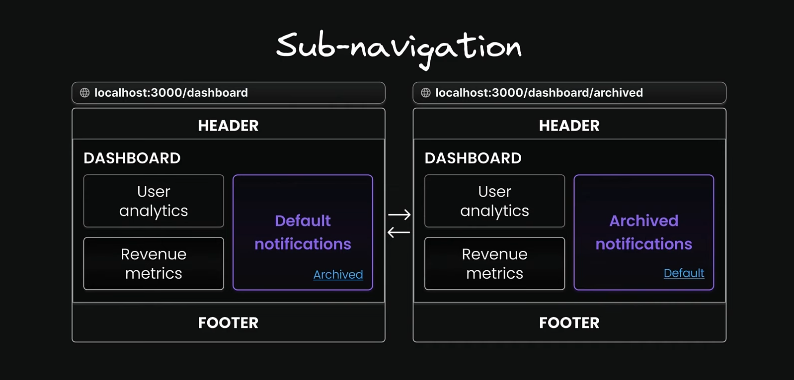 Sub-navigation
localhost:3000/dashboard
HEADER
DASHBOARD
User
analytics
Revenue
metrics
Default
notifications
Archived
FOOTER
localhost:3000/dashboard/archived
HEADER
DASHBOARD
User
analytics
Revenue
metrics
Archived
notifications
Default
FOOTER